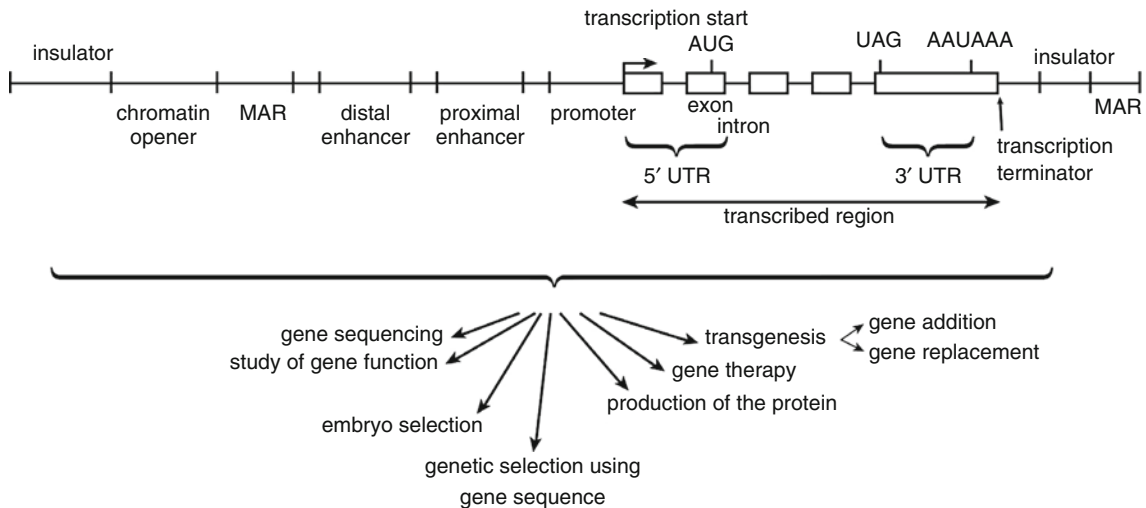 transcription start
insulator
AUG
UAG
AAUAAA
insulator
chromatin
opener
MAR
distal
enhancer
proximal
enhancer
promoter
exon
intron
MAR
5′ UTR
3′ UTR
transcription
terminator
transcribed region
gene sequencing
study of gene function
embryo selection
genetic selection using
gene sequence
production of the protein
gene therapy
transgenesis
gene addition
gene replacement